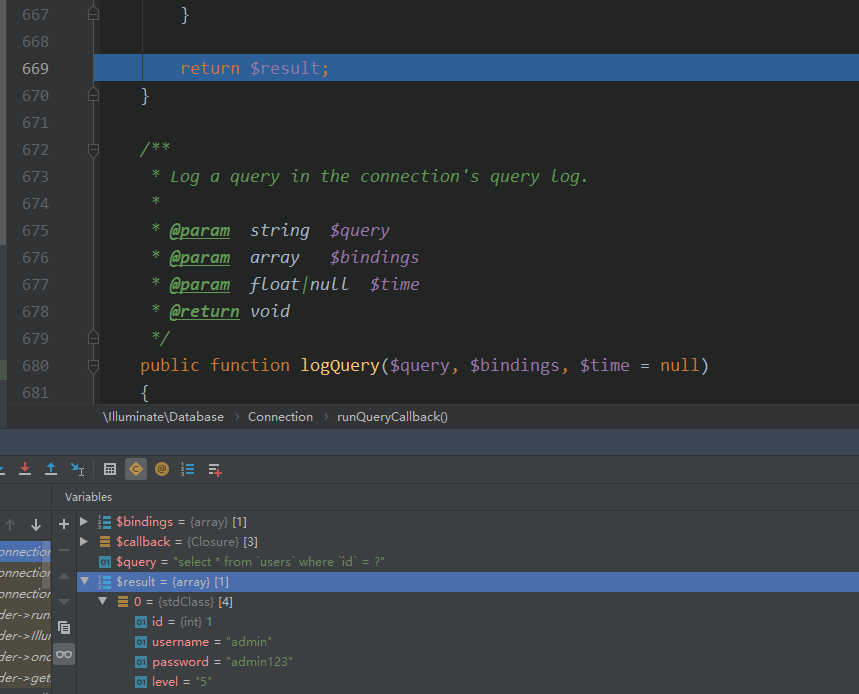 667 }
668
669 return $result;
670 }
671
672 /**
673 * Log a query in the connection's query log.
674 *
675 * @param string $query
676 * @param array $bindings
677 * @param float|null $time
678 * @return void
679 */
680 public function logQuery($query, $bindings, $time = null)
681 {
\Illuminate\Database › Connection › runQueryCallback()
Variables
$bindings = {array} [1]
$callback = {Closure} [3]
$query = "select * from `users` where `id` = ?"
$result = {array} [1]
0 = {stdClass} [4]
id = {int} 1
username = "admin"
password = "admin123"
level = "5"
onnection
onnection
onnection
der->run
der->Illur
der->onc
der->get